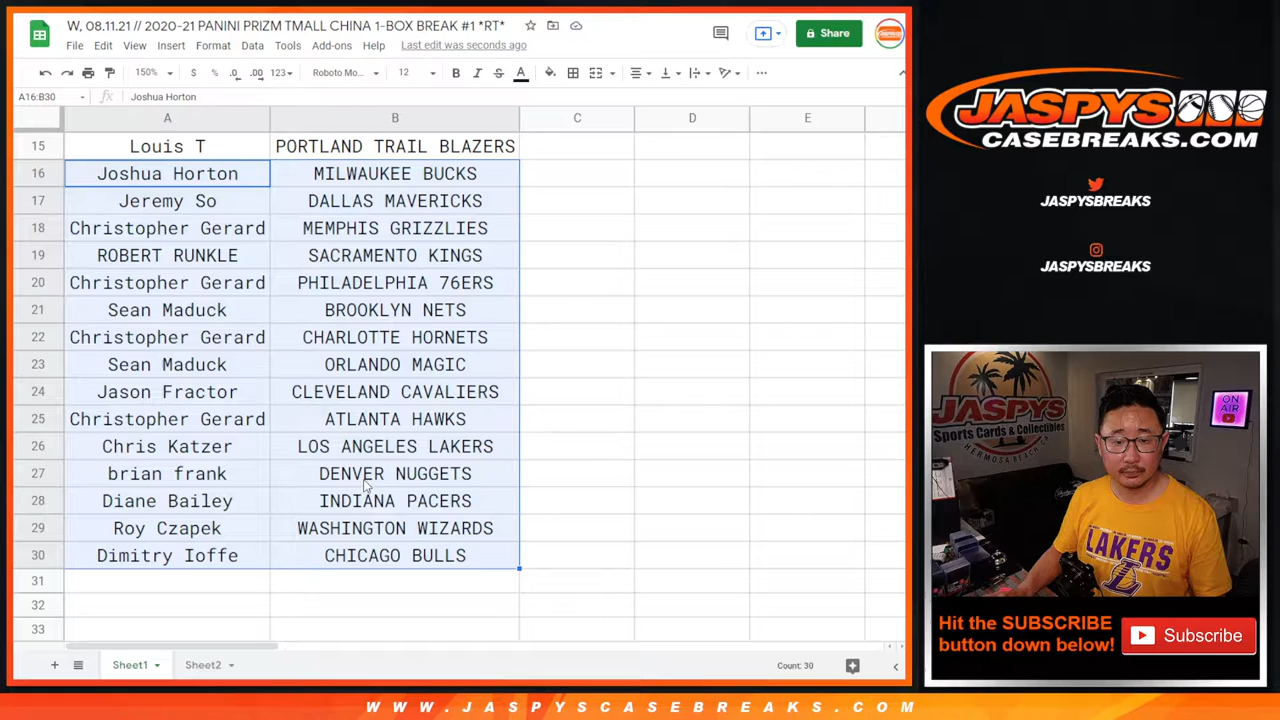 W, 08.11.21 // 2020-21 PANINI PRIZM TMALL CHINA 1-BOX BREAK #1 *RT*
File Edit View Insert Format Data Tools Add-ons Help Last edit was seconds ago
Share
150% $ % .0 .00 123 Roboto Mo... 12 B I S A
A16:B30 fx Joshua Horton
A B C D E
15 Louis T PORTLAND TRAIL BLAZERS
16 Joshua Horton MILWAUKEE BUCKS
17 Jeremy So DALLAS MAVERICKS
18 Christopher Gerard MEMPHIS GRIZZLIES
19 ROBERT RUNKLE SACRAMENTO KINGS
20 Christopher Gerard PHILADELPHIA 76ERS
21 Sean Maduck BROOKLYN NETS
22 Christopher Gerard CHARLOTTE HORNETS
23 Sean Maduck ORLANDO MAGIC
24 Jason Fractor CLEVELAND CAVALIERS
25 Christopher Gerard ATLANTA HAWKS
26 Chris Katzer LOS ANGELES LAKERS
27 brian frank DENVER NUGGETS
28 Diane Bailey INDIANA PACERS
29 Roy Czapek WASHINGTON WIZARDS
30 Dimitry Ioffe CHICAGO BULLS
31
32
33
Sheet1 Sheet2 Count: 30
JASPYS
CASEBREAKS.COM
JASPYSBREAKS
JASPYSBREAKS
JASPYS
Sports Cards & Collectibles
HERMOSA BEACH, CA
ON
AIR
LAKERS
L
Hit the SUBSCRIBE
button down below!
Subscribe
WWW.JASPYSCASEBREAKS.COM